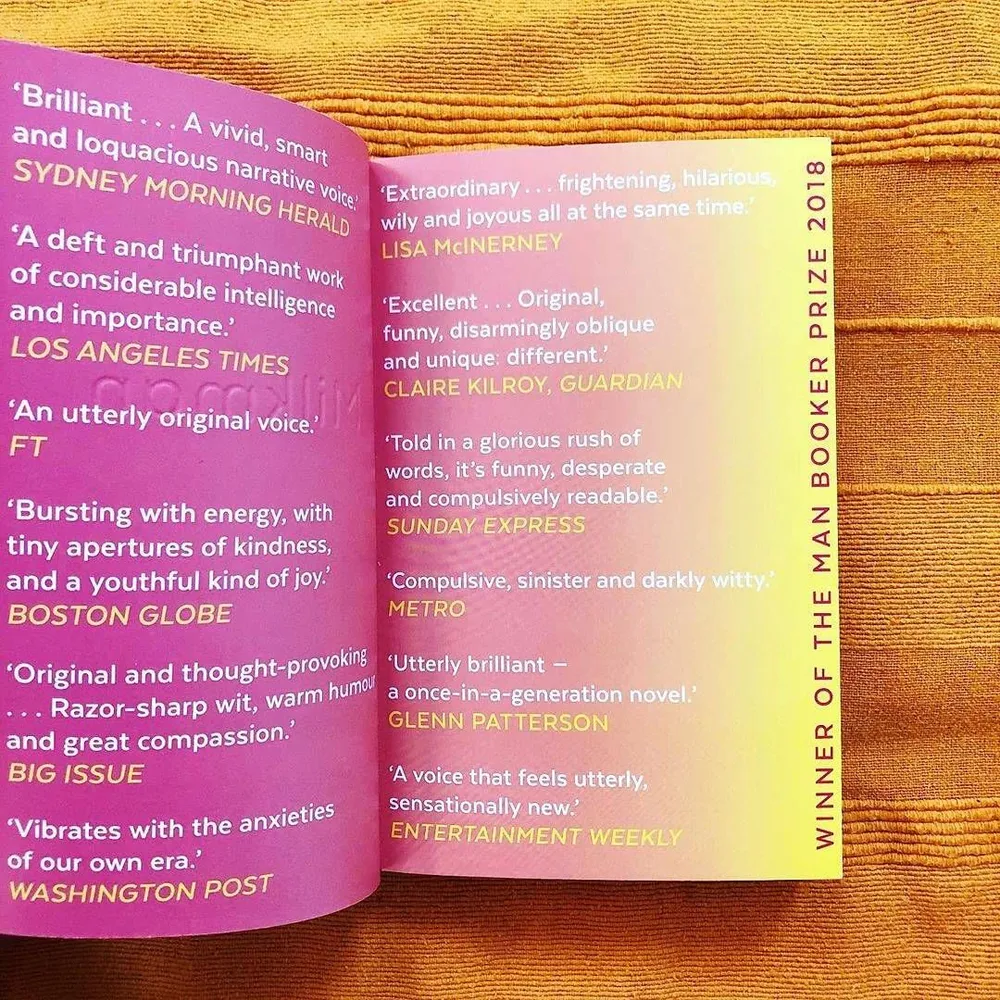 ‘Brilliant . . . A vivid, smart
and loquacious narrative voice.’
SYDNEY MORNING HERALD
‘A deft and triumphant work
of considerable intelligence
and importance.’
LOS ANGELES TIMES
‘An utterly original voice.’
FT
‘Bursting with energy, with
tiny apertures of kindness,
and a youthful kind of joy.’
BOSTON GLOBE
‘Original and thought-provoking
. . . Razor-sharp wit, warm humour
and great compassion.’
BIG ISSUE
‘Vibrates with the anxieties
of our own era.’
WASHINGTON POST
Milkman
‘Extraordinary . . . frightening, hilarious,
wily and joyous all at the same time.’
LISA McINERNEY
‘Excellent . . . Original,
funny, disarmingly oblique
and unique: different.’
CLAIRE KILROY, GUARDIAN
‘Told in a glorious rush of
words, it’s funny, desperate
and compulsively readable.’
SUNDAY EXPRESS
‘Compulsive, sinister and darkly witty.’
METRO
‘Utterly brilliant –
a once-in-a-generation novel.’
GLENN PATTERSON
‘A voice that feels utterly,
sensationally new.’
ENTERTAINMENT WEEKLY
WINNER OF THE MAN BOOKER PRIZE 2018